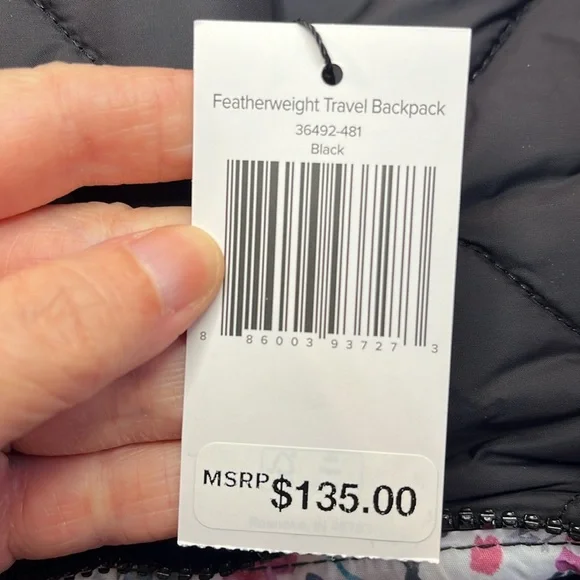 Featherweight Travel Backpack
36492-481
Black
8 86003 93727 3
MSRP $135.00